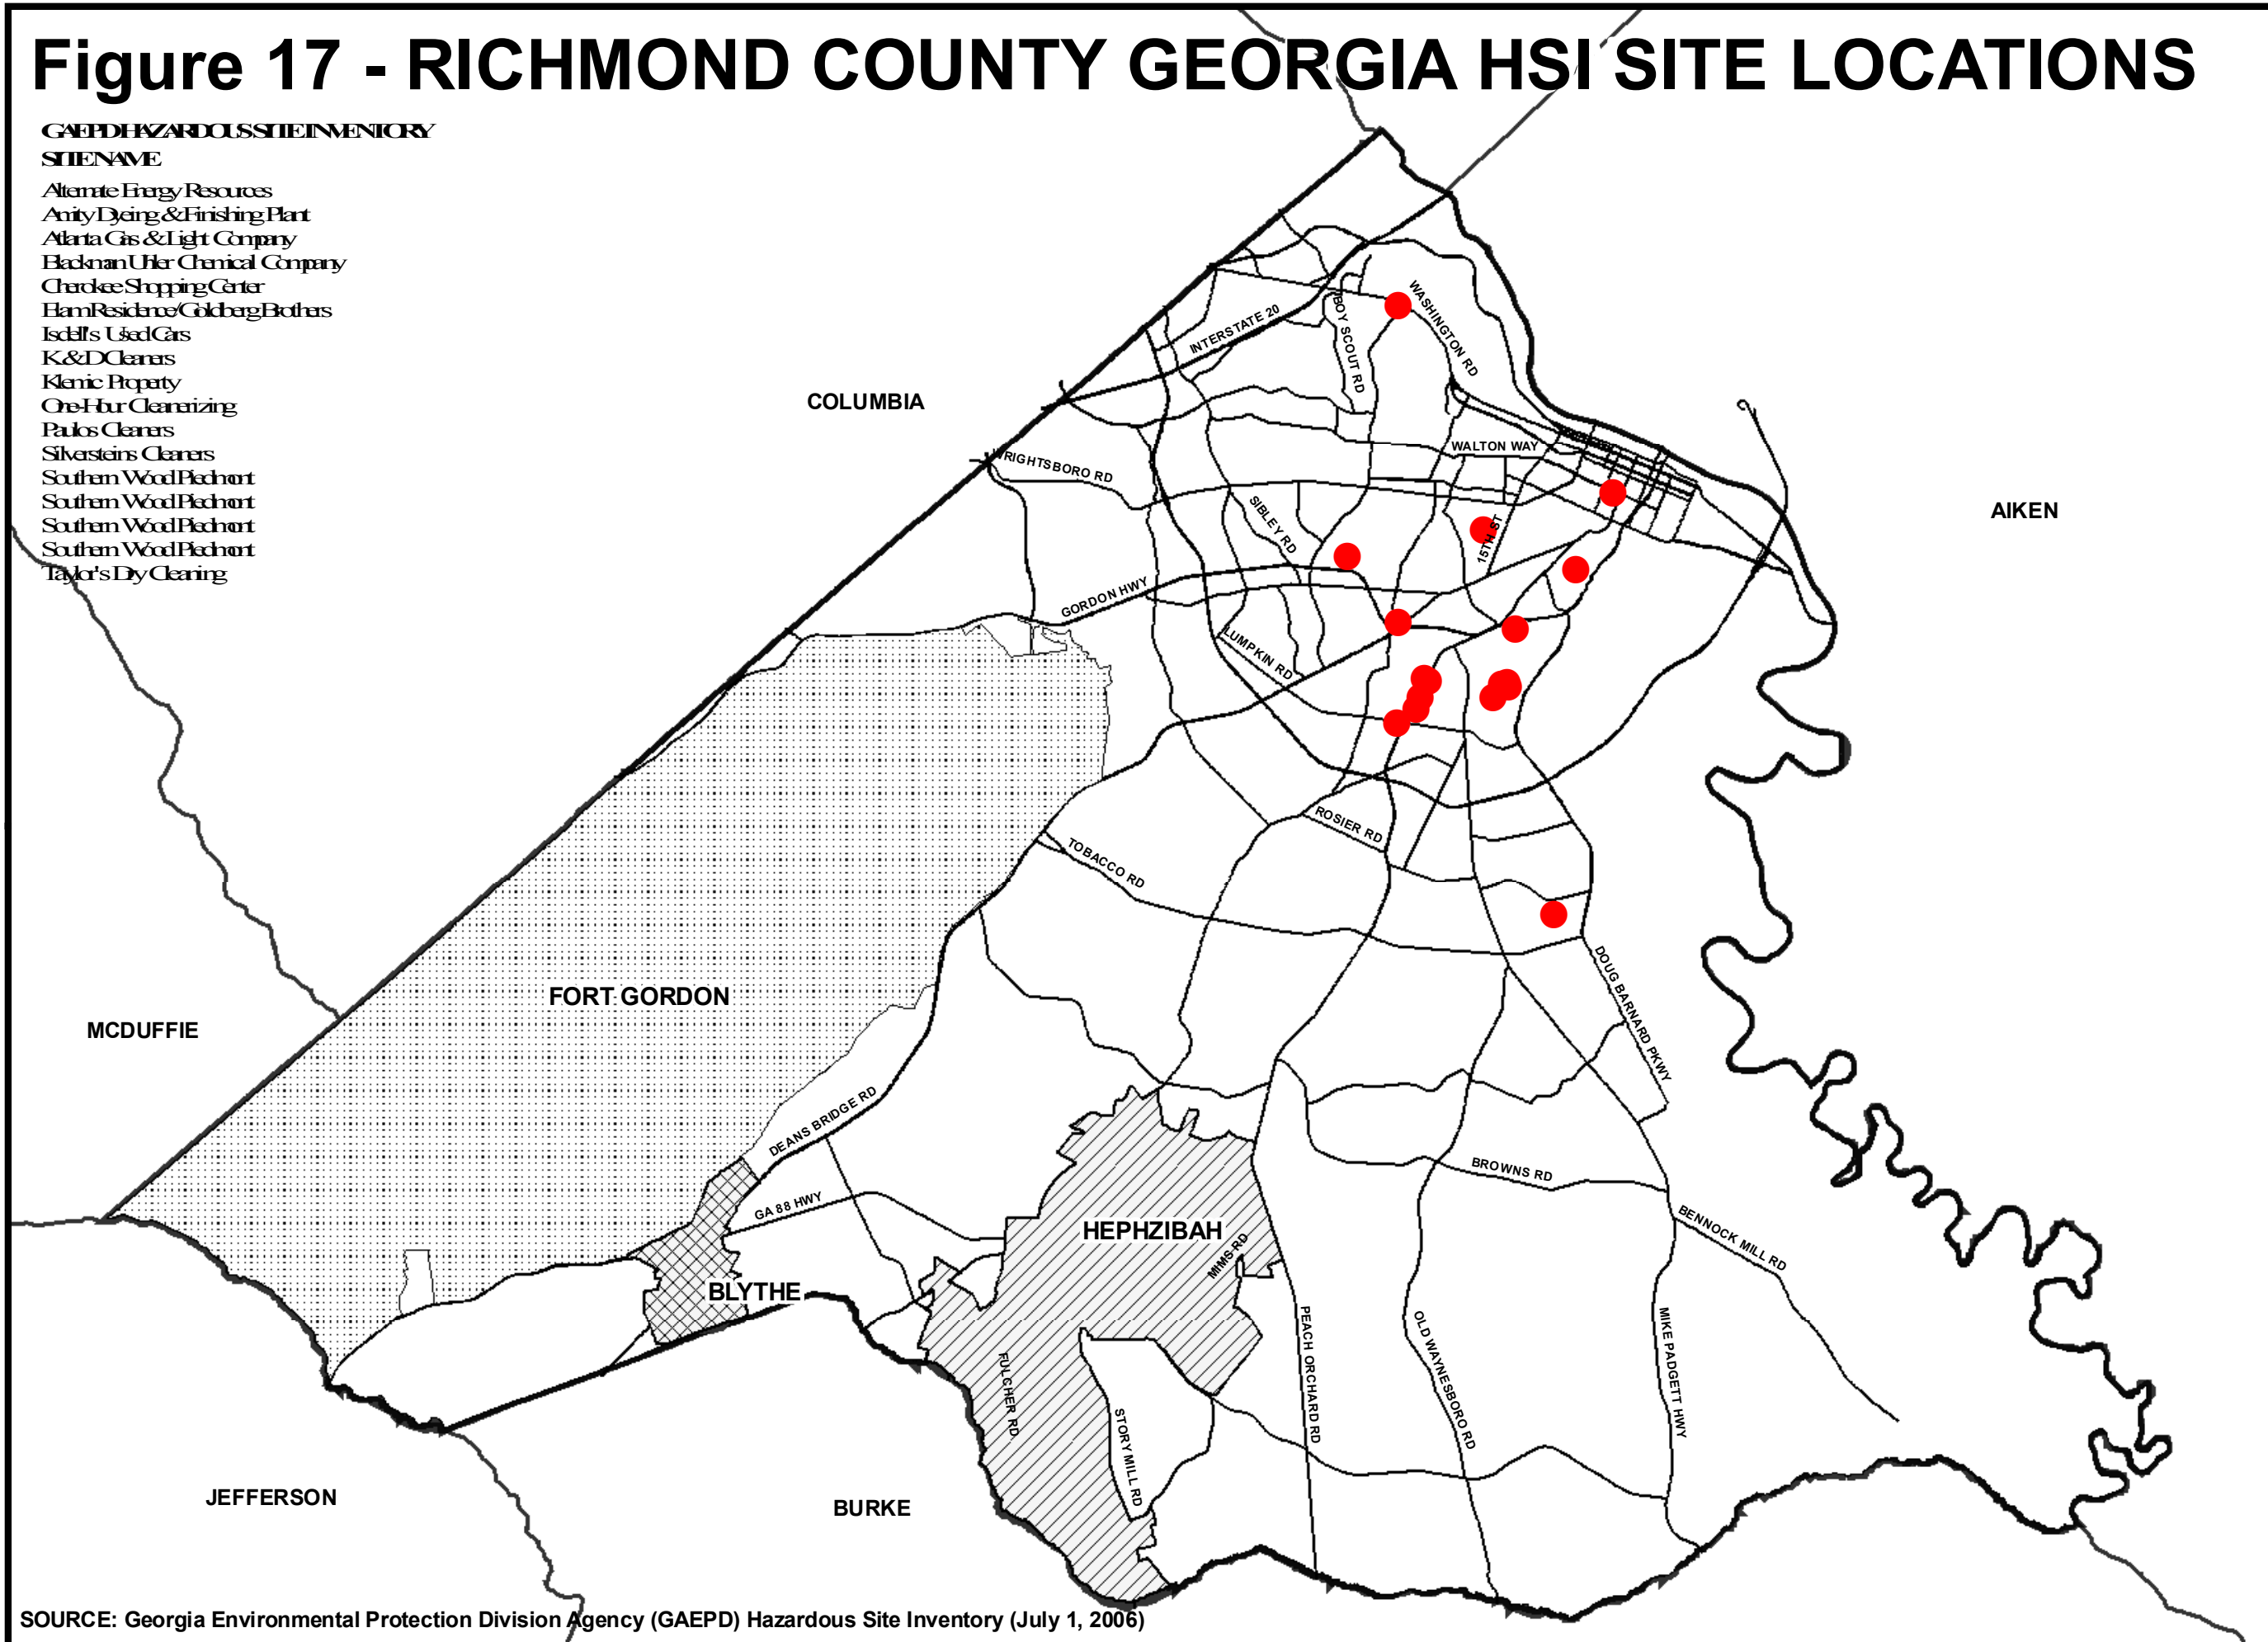 Figure 17 - RICHMOND COUNTY GEORGIA HSI SITE LOCATIONS
GAEPD HAZARDOUS SITE INVENTORY
SITE NAME
Alternate Energy Resources
Amity Dyeing & Finishing Plant
Atlanta Gas & Light Company
Blackman Uhler Chemical Company
Cherokee Shopping Center
Elam Residence/Goldberg Brothers
Isdell's Used Cars
K & D Cleaners
Klemic Property
One-Hour Cleanerizing
Paulos Cleaners
Silversteins Cleaners
Southern Wood Piedmont
Southern Wood Piedmont
Southern Wood Piedmont
Southern Wood Piedmont
Taylor's Dry Cleaning
WASHINGTON RD
BOY SCOUT RD
INTERSTATE 20
COLUMBIA
WALTON WAY
WRIGHTSBORO RD
SIBLEY RD
15TH ST
AIKEN
GORDON HWY
LUMPKIN RD
ROSIER RD
TOBACCO RD
FORT GORDON
DOUG BARNARD PKWY
MCDUFFIE
DEANS BRIDGE RD
BROWNS RD
GA 88 HWY
HEPHZIBAH
MIMS RD
BENNOCK MILL RD
BLYTHE
PEACH ORCHARD RD
OLD WAYNESBORO RD
MIKE PADGETT HWY
FULCHER RD
STORY MILL RD
JEFFERSON
BURKE
SOURCE: Georgia Environmental Protection Division Agency (GAEPD) Hazardous Site Inventory (July 1, 2006)